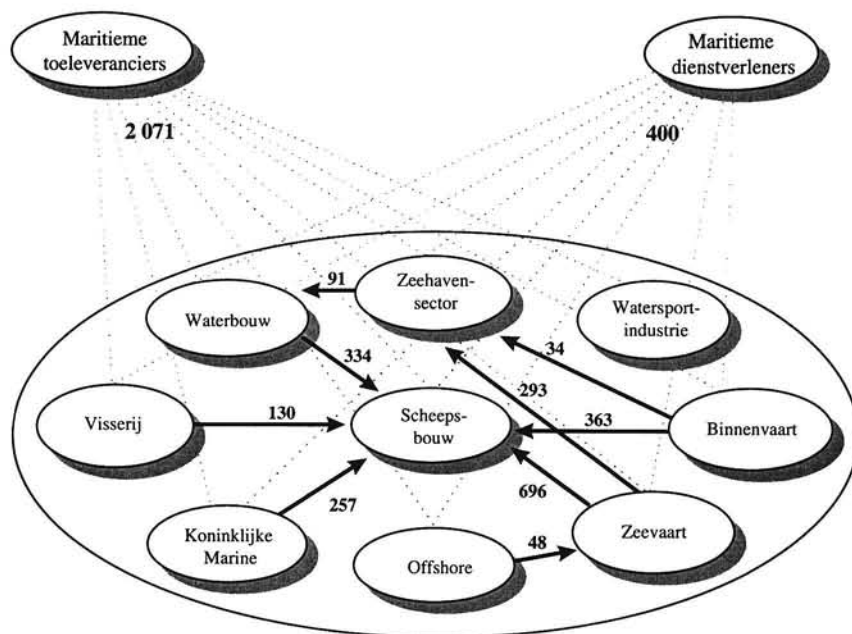 Maritieme
toeleveranciers
Maritieme
dienstverleners
2 071
400
91
Zeehaven-
sector
Waterbouw
Watersport-
industrie
334
34
293
Visserij
130
Scheeps-
bouw
363
Binnenvaart
257
696
Koninklijke
Marine
Offshore
48
Zeevaart